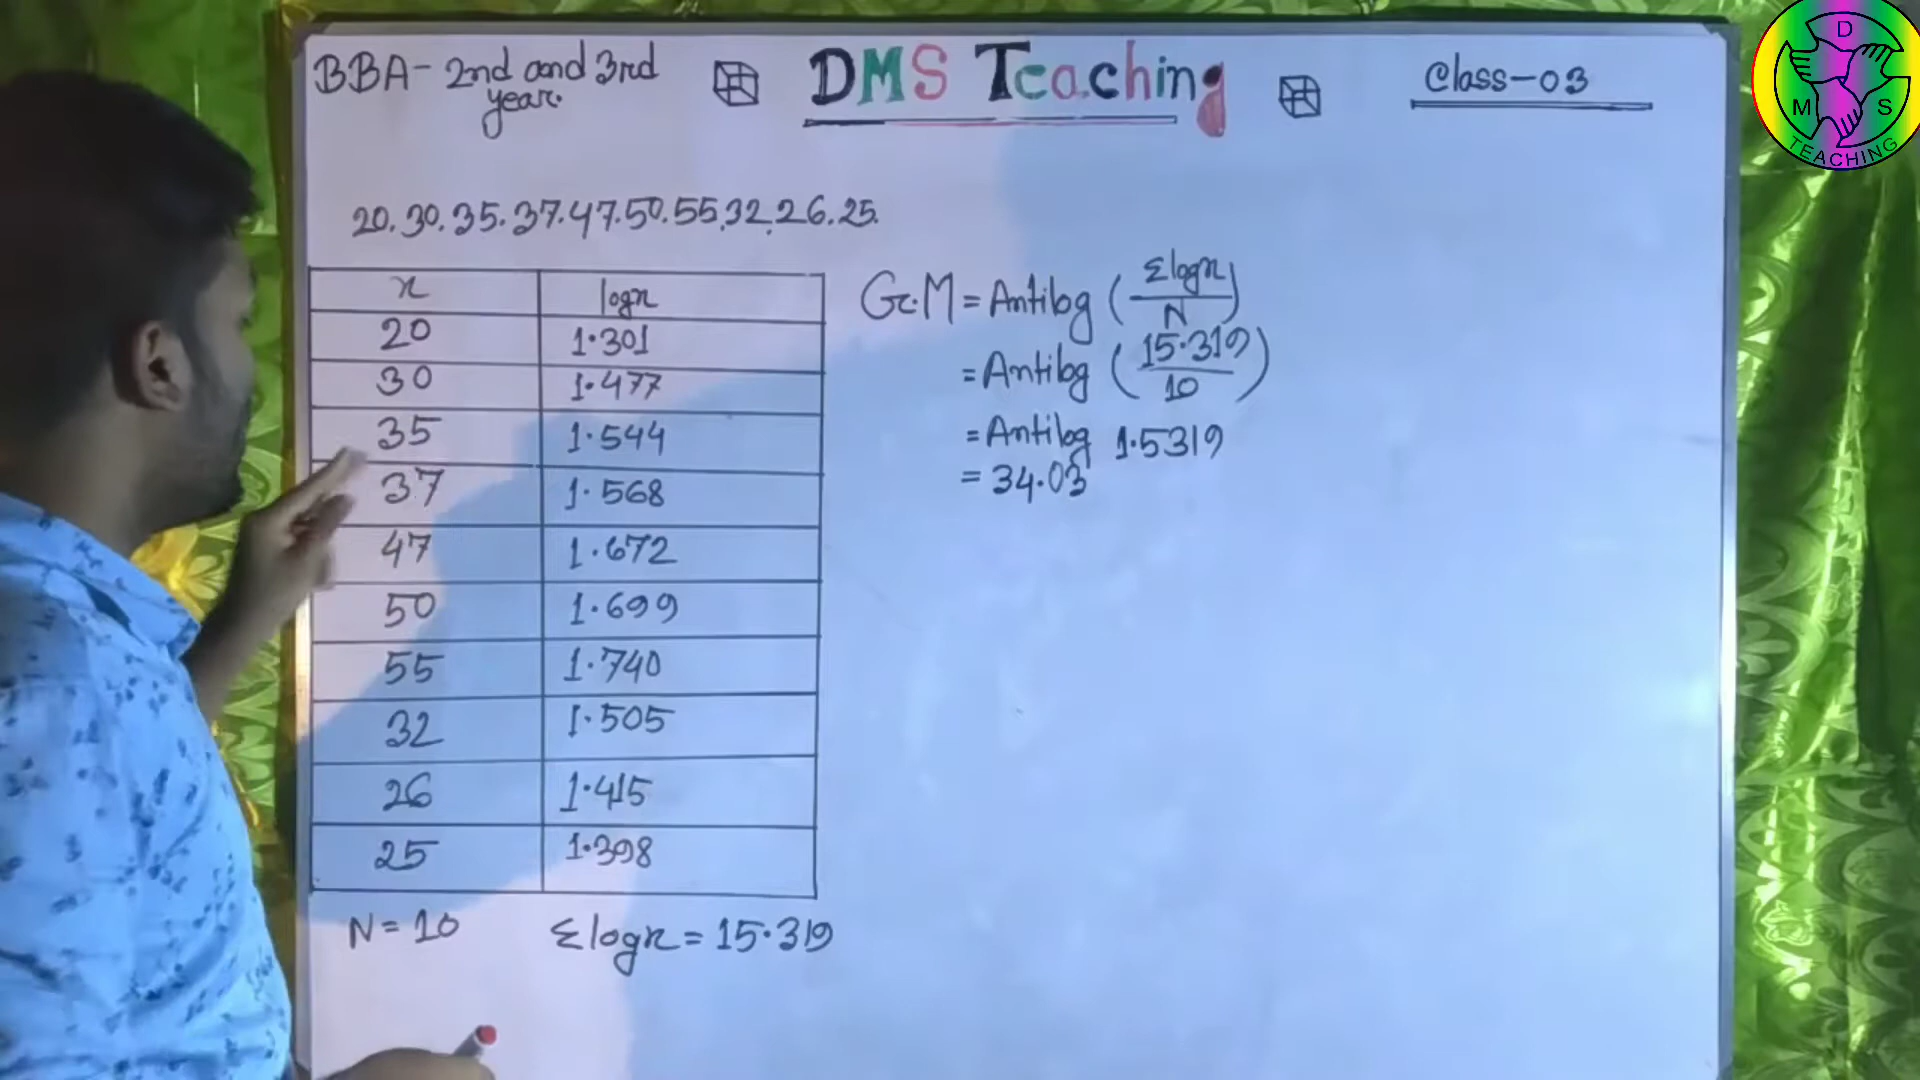 BBA - 2nd and 3rd year.
DMS Teaching
Class-03
D
M S
TEACHING
20. 30. 35. 37. 47. 50. 55, 32, 26. 25.
x logx
20 1.301
30 1.477
35 1.544
37 1.568
47 1.672
50 1.699
55 1.740
32 1.505
26 1.415
25 1.398
N = 10 Σlogx = 15.319
G.M = Antilog (Σlogx / N)
= Antilog (15.319 / 10)
= Antilog 1.5319
= 34.03